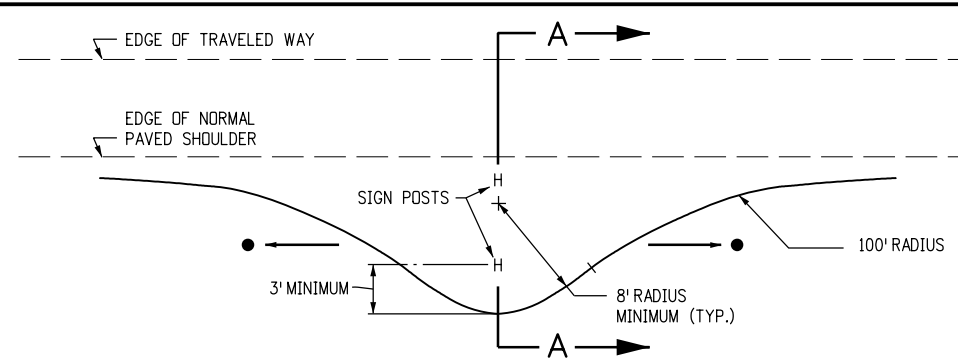 EDGE OF TRAVELED WAY
A
EDGE OF NORMAL
PAVED SHOULDER
H
SIGN POSTS
H
100' RADIUS
3' MINIMUM
8' RADIUS
MINIMUM (TYP.)
A